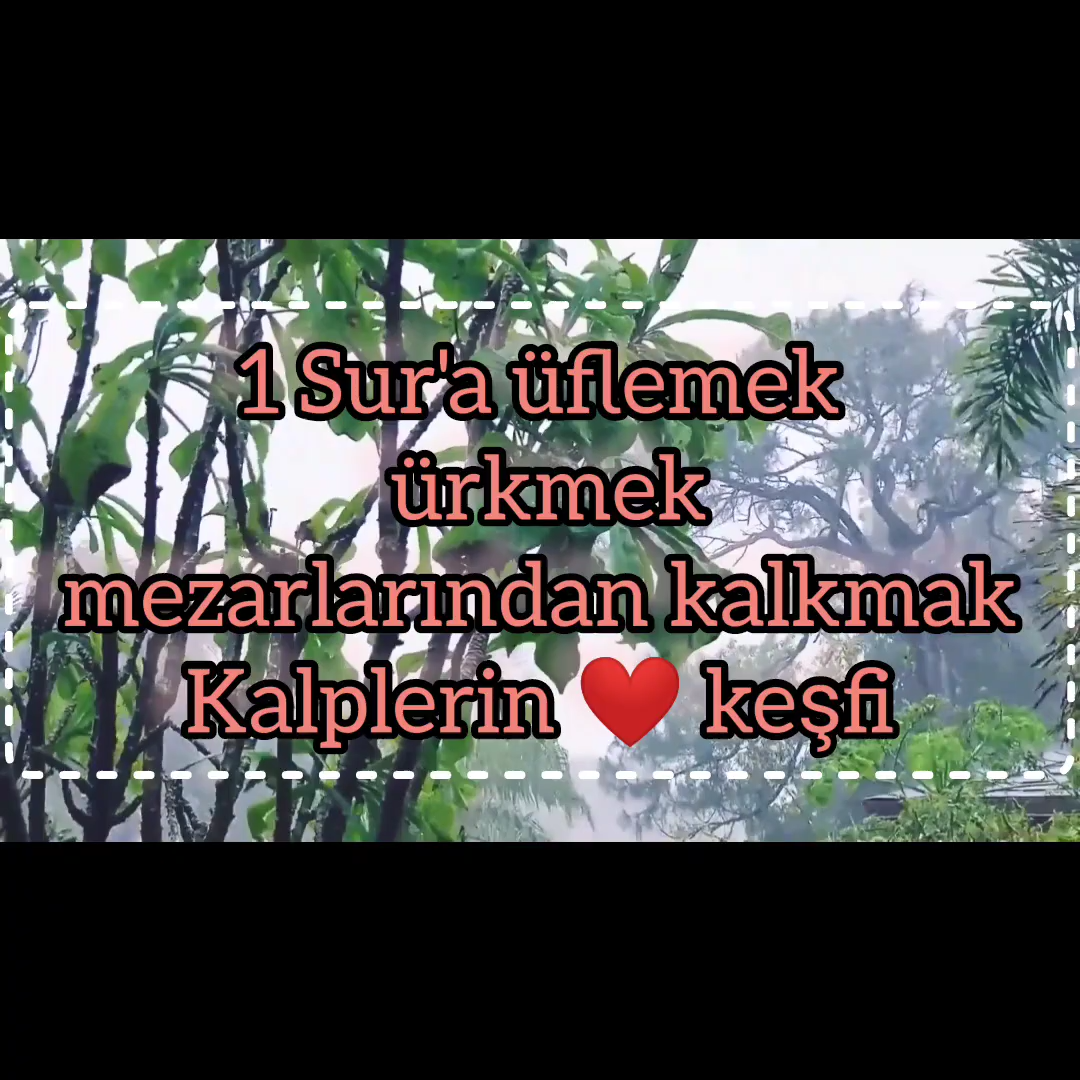 1 Sur'a üflemek
ürkmek
mezarlarından kalkmak
Kalplerin ❤️ keşfi